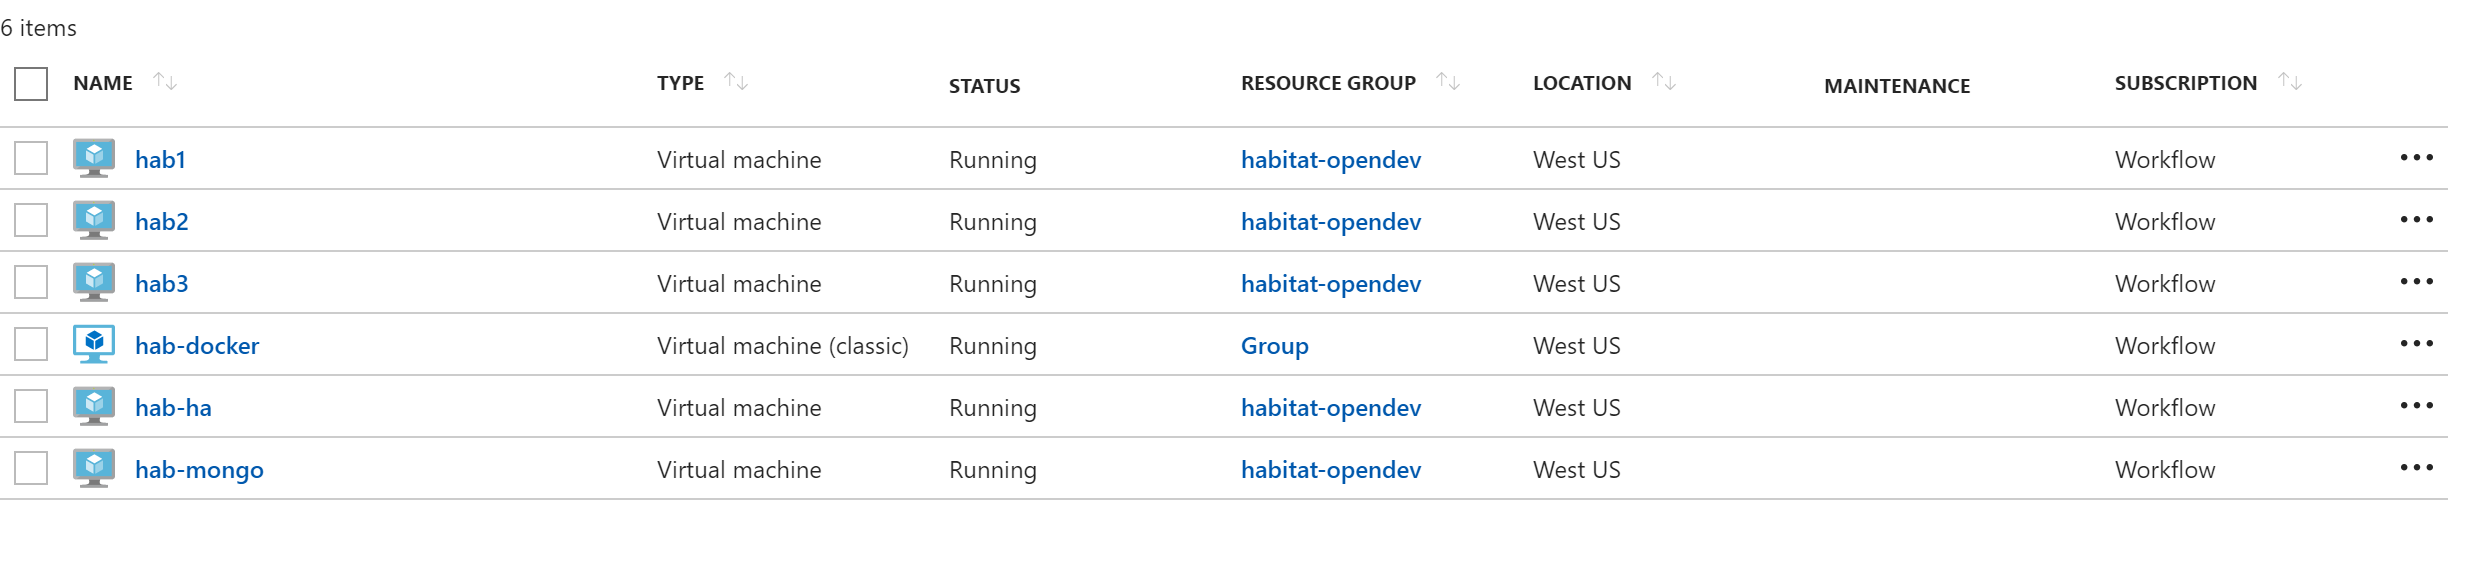 6 items
NAME TYPE STATUS RESOURCE GROUP LOCATION MAINTENANCE SUBSCRIPTION
hab1 Virtual machine Running habitat-opendev West US Workflow
hab2 Virtual machine Running habitat-opendev West US Workflow
hab3 Virtual machine Running habitat-opendev West US Workflow
hab-docker Virtual machine (classic) Running Group West US Workflow
hab-ha Virtual machine Running habitat-opendev West US Workflow
hab-mongo Virtual machine Running habitat-opendev West US Workflow